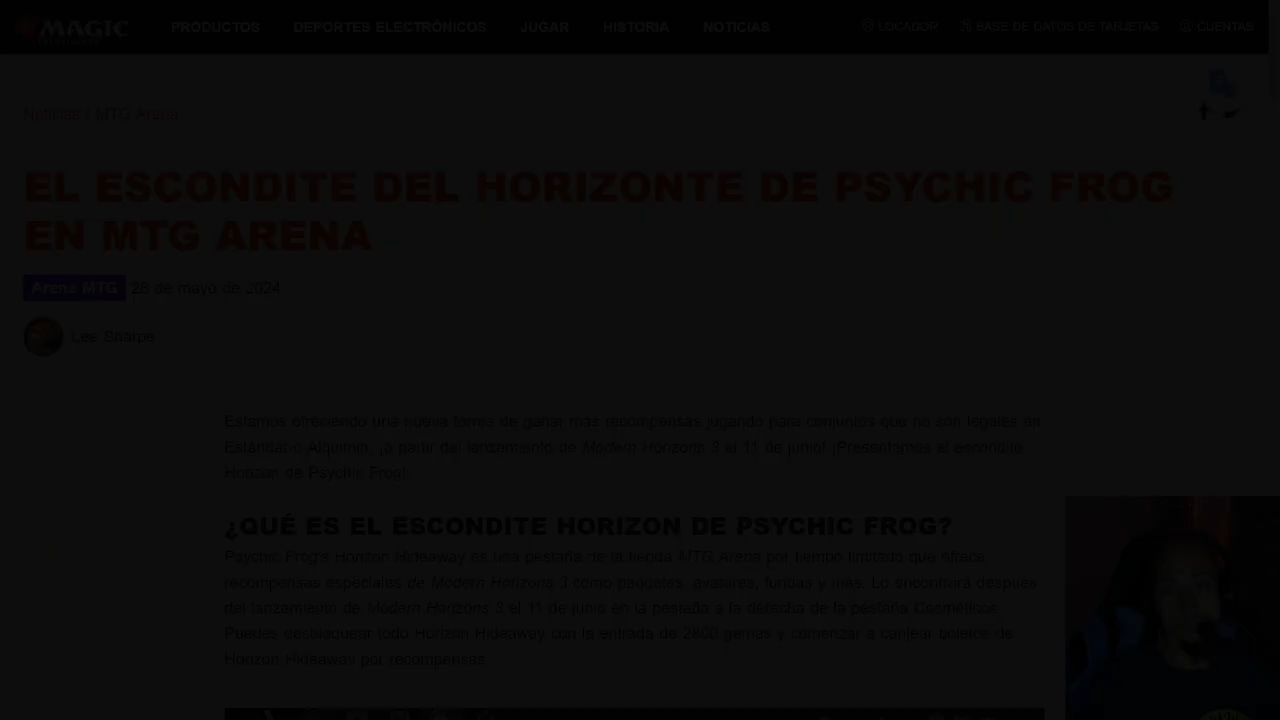 MAGIC
PRODUCTOS DEPORTES ELECTRÓNICOS JUGAR HISTORIA NOTICIAS LOCADOR BASE DE DATOS DE TARJETAS CUENTAS
Noticias / MTG Arena
EL ESCONDITE DEL HORIZONTE DE PSYCHIC FROG
EN MTG ARENA
Arena MTG 28 de mayo de 2024
Lee Sharpe
Estamos ofreciendo una nueva forma de ganar más recompensas jugando para conjuntos que no son legales en
Estándar o Alquimia, ¡a partir del lanzamiento de Modern Horizons 3 el 11 de junio! ¡Presentamos el escondite
Horizon de Psychic Frog!
¿QUÉ ES EL ESCONDITE HORIZON DE PSYCHIC FROG?
Psychic Frog's Horizon Hideaway es una pestaña de la tienda MTG Arena por tiempo limitado que ofrece
recompensas especiales de Modern Horizons 3 como paquetes, avatares, fundas y más. Lo encontrará después
del lanzamiento de Modern Horizons 3 el 11 de junio en la pestaña a la derecha de la pestaña Cosméticos.
Puedes desbloquear todo Horizon Hideaway con la entrada de 2800 gemas y comenzar a canjear boletos de
Horizon Hideaway por recompensas.